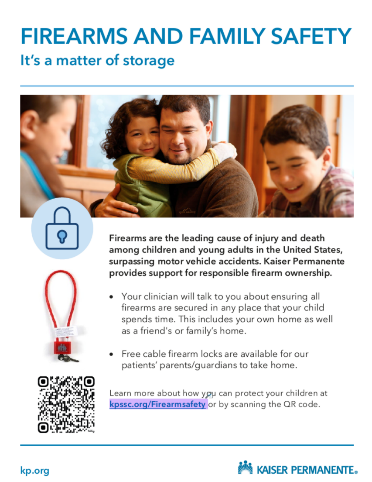 FIREARMS AND FAMILY SAFETY
It's a matter of storage
Firearms are the leading cause of injury and death
among children and young adults in the United States,
surpassing motor vehicle accidents. Kaiser Permanente
provides support for responsible firearm ownership.
• Your clinician will talk to you about ensuring all
firearms are secured in any place that your child
spends time. This includes your own home as well
as a friend's or family's home.
• Free cable firearm locks are available for our
patients' parents/guardians to take home.
Learn more about how you can protect your children at
kpssc.org/Firearmsafety or by scanning the QR code.
kp.org
KAISER PERMANENTE®